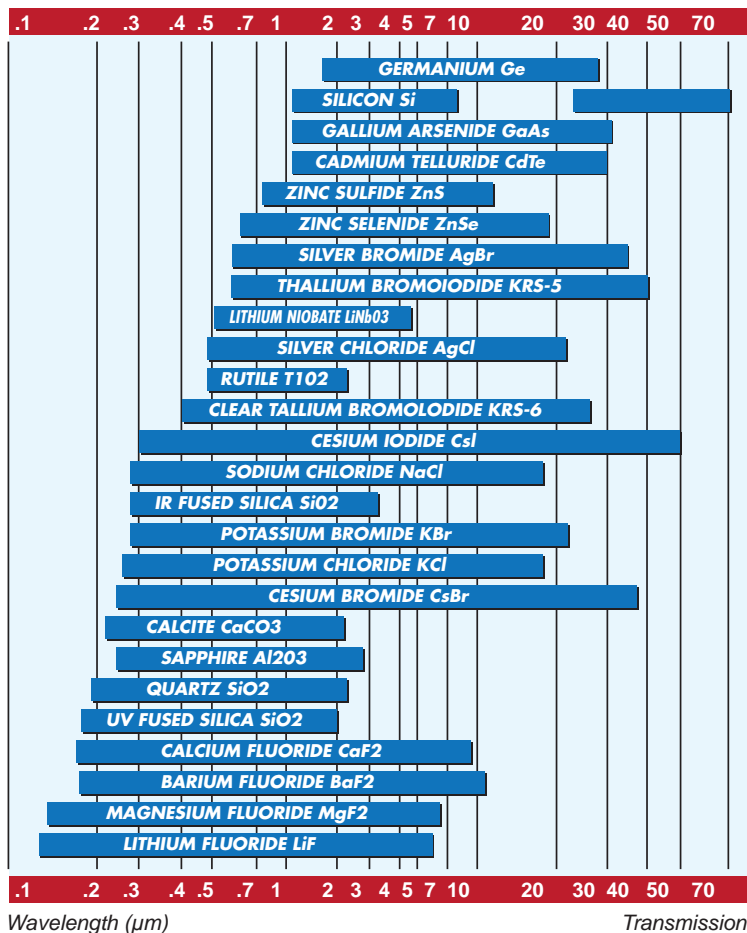 .1 .2 .3 .4 .5 .7 1 2 3 4 5 7 10 20 30 40 50 70
GERMANIUM Ge
SILICON Si
GALLIUM ARSENIDE GaAs
CADMIUM TELLURIDE CdTe
ZINC SULFIDE ZnS
ZINC SELENIDE ZnSe
SILVER BROMIDE AgBr
THALLIUM BROMOIODIDE KRS-5
LITHIUM NIOBATE LiNb03
SILVER CHLORIDE AgCl
RUTILE T102
CLEAR TALLIUM BROMOLODIDE KRS-6
CESIUM IODIDE Csl
SODIUM CHLORIDE NaCl
IR FUSED SILICA Si02
POTASSIUM BROMIDE KBr
POTASSIUM CHLORIDE KCl
CESIUM BROMIDE CsBr
CALCITE CaCO3
SAPPHIRE Al203
QUARTZ SiO2
UV FUSED SILICA SiO2
CALCIUM FLUORIDE CaF2
BARIUM FLUORIDE BaF2
MAGNESIUM FLUORIDE MgF2
LITHIUM FLUORIDE LiF
.1 .2 .3 .4 .5 .7 1 2 3 4 5 7 10 20 30 40 50 70
Wavelength (µm) Transmission